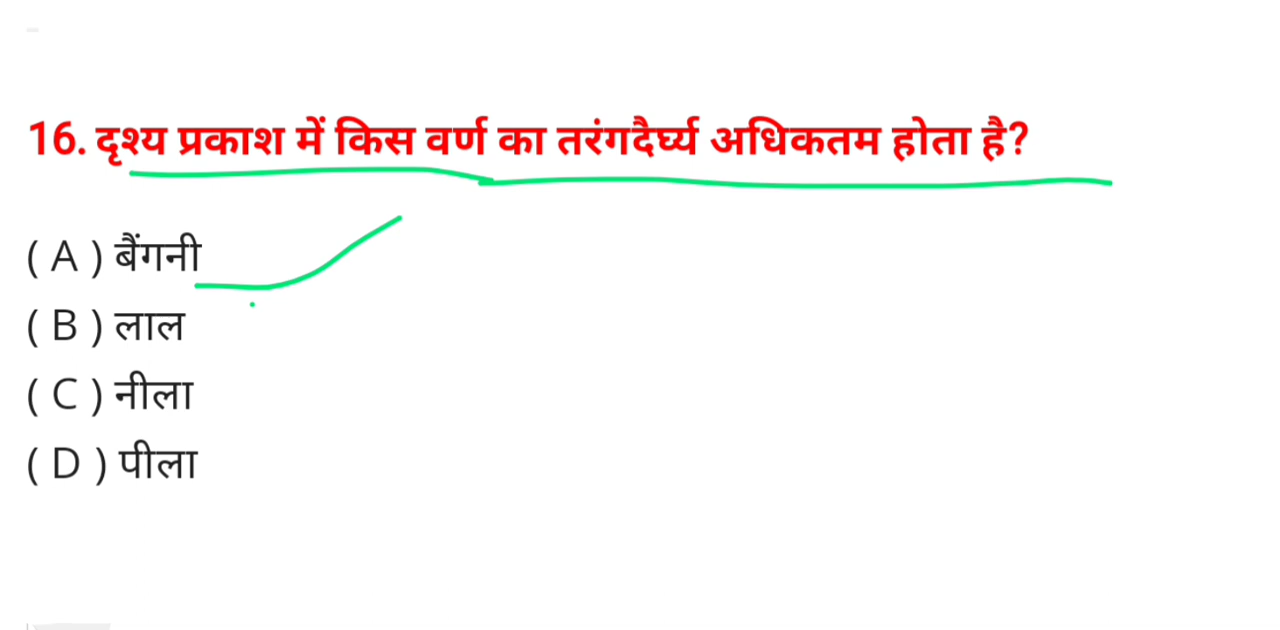 16. दृश्य प्रकाश में किस वर्ण का तरंगदैर्घ्य अधिकतम होता है?
( A ) बैंगनी
( B ) लाल
( C ) नीला
( D ) पीला